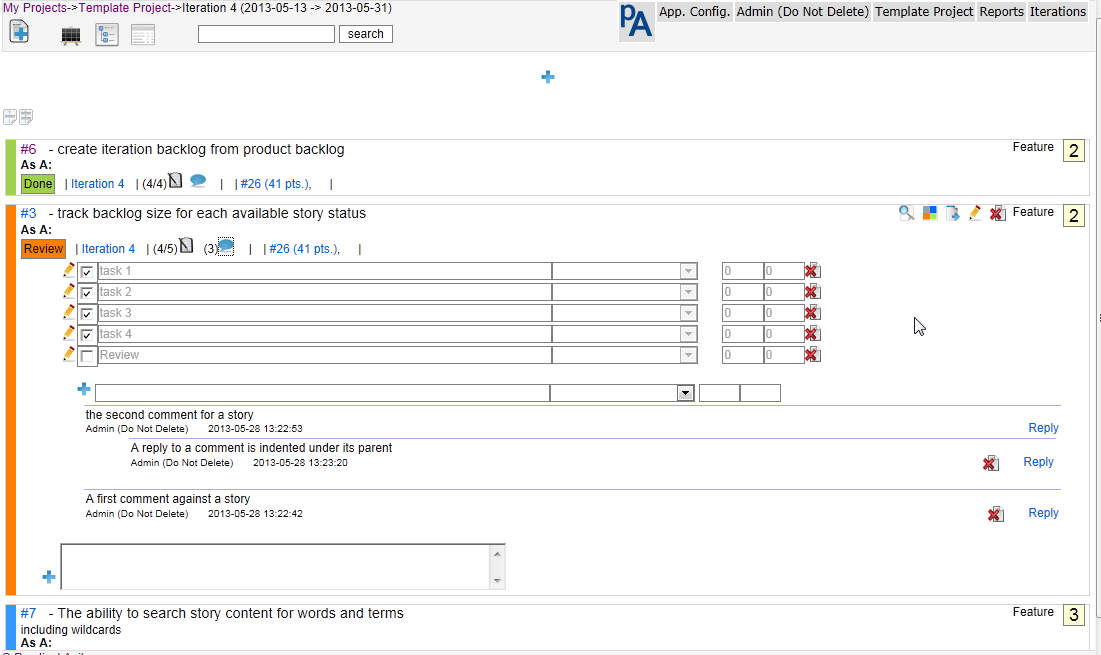 My Projects->Template Project->Iteration 4 (2013-05-13 -> 2013-05-31)
PA
App. Config. Admin (Do Not Delete) Template Project Reports Iterations
search
#6 - create iteration backlog from product backlog Feature 2
As A:
Done | Iteration 4 | (4/4) | | #26 (41 pts.), |
#3 - track backlog size for each available story status Feature 2
As A:
Review | Iteration 4 | (4/5) (3) | | #26 (41 pts.), |
task 1 0 0
task 2 0 0
task 3 0 0
task 4 0 0
Review 0 0
the second comment for a story
Admin (Do Not Delete) 2013-05-28 13:22:53 Reply
A reply to a comment is indented under its parent
Admin (Do Not Delete) 2013-05-28 13:23:20 Reply
A first comment against a story
Admin (Do Not Delete) 2013-05-28 13:22:42 Reply
#7 - The ability to search story content for words and terms Feature 3
including wildcards
As A: